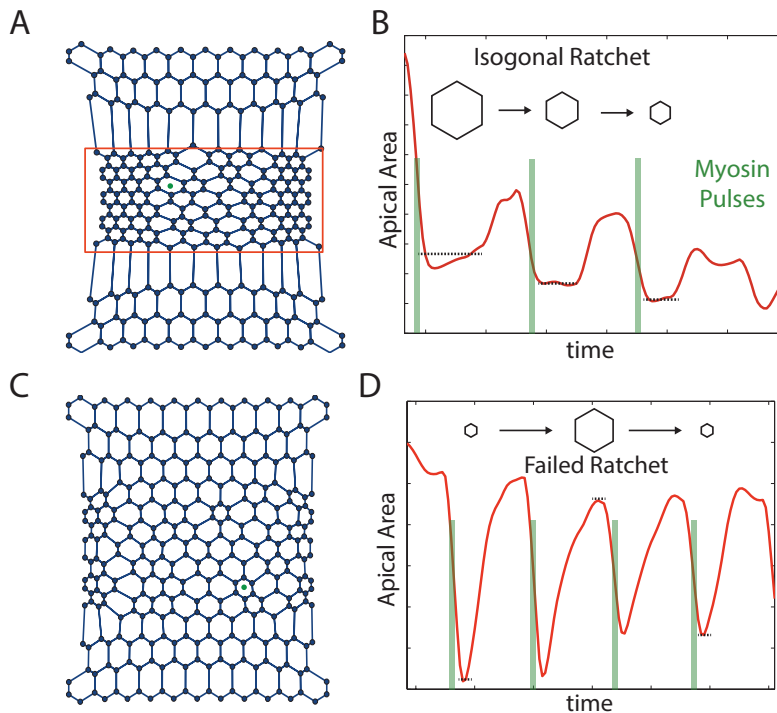 A
B
Isogonal Ratchet
Myosin
Pulses
Apical Area
time
C
D
Failed Ratchet
Apical Area
time